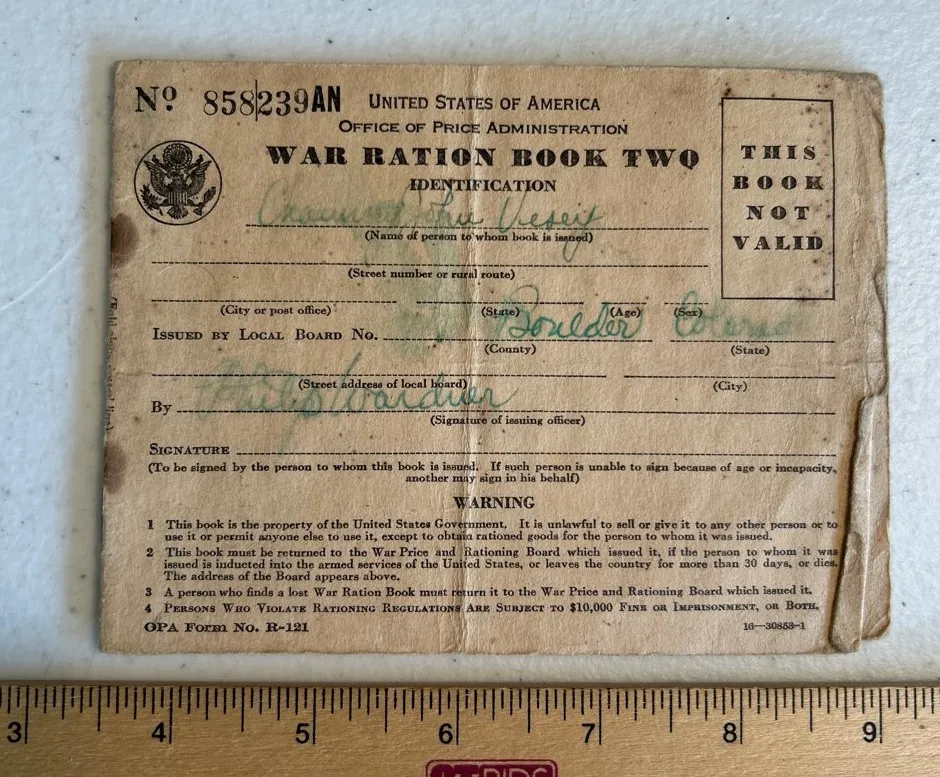 Nº 858239AN UNITED STATES OF AMERICA
OFFICE OF PRICE ADMINISTRATION
WAR RATION BOOK TWO
IDENTIFICATION
THIS
BOOK
NOT
VALID
John
(Name of person to whom book is issued)
(Street number or rural route)
(City or post office) (State) (Age) (Sex)
ISSUED BY LOCAL BOARD NO. Boulder Colorado
(County) (State)
(Street address of local board) (City)
By Philip Wardner
(Signature of issuing officer)
SIGNATURE
(To be signed by the person to whom this book is issued. If such person is unable to sign because of age or incapacity,
another may sign in his behalf)
WARNING
1 This book is the property of the United States Government. It is unlawful to sell or give it to any other person or to
use it or permit anyone else to use it, except to obtain rationed goods for the person to whom it was issued.
2 This book must be returned to the War Price and Rationing Board which issued it, if the person to whom it was
issued is inducted into the armed services of the United States, or leaves the country for more than 30 days, or dies.
The address of the Board appears above.
3 A person who finds a lost War Ration Book must return it to the War Price and Rationing Board which issued it.
4 PERSONS WHO VIOLATE RATIONING REGULATIONS ARE SUBJECT TO $10,000 FINE OR IMPRISONMENT, OR BOTH.
OPA Form No. R-121 16—30853-1
3 4 5 6 7 8 9